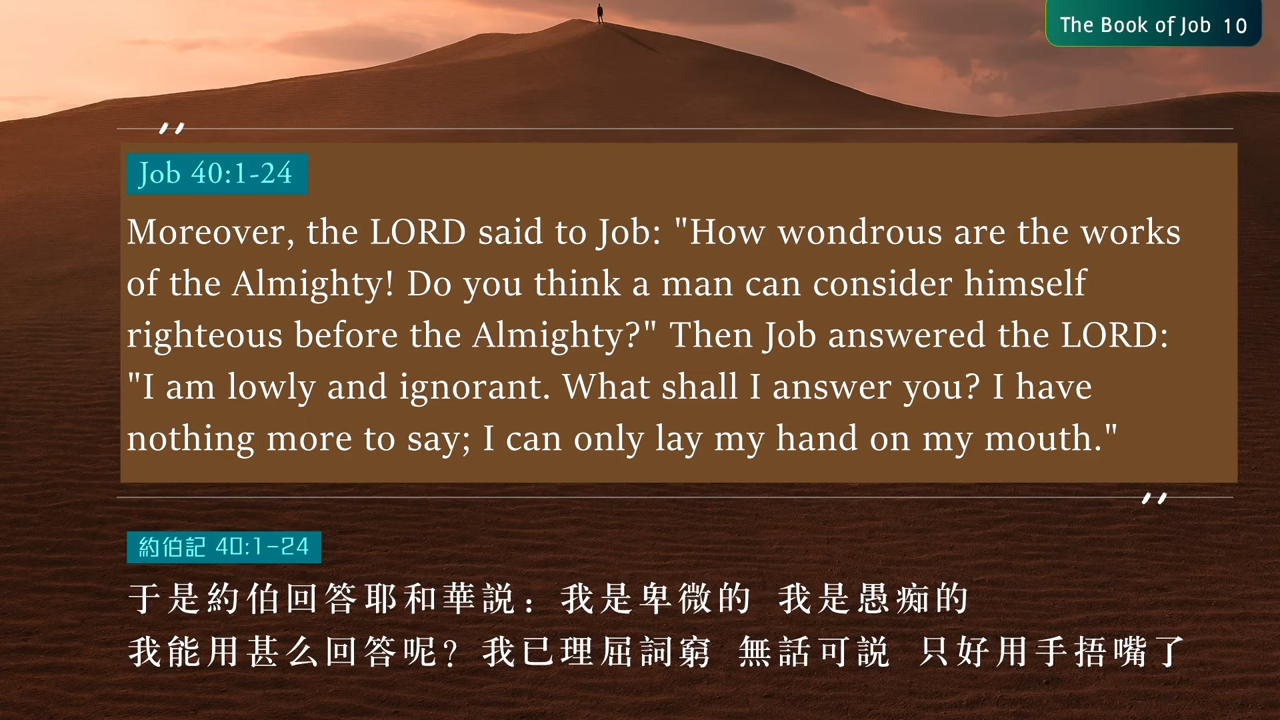 The Book of Job 10
Job 40:1-24
Moreover, the LORD said to Job: "How wondrous are the works
of the Almighty! Do you think a man can consider himself
righteous before the Almighty?" Then Job answered the LORD:
"I am lowly and ignorant. What shall I answer you? I have
nothing more to say; I can only lay my hand on my mouth."
約伯記 40:1-24
于是約伯回答耶和華説：我是卑微的 我是愚痴的
我能用甚么回答呢？我已理屈詞窮 無話可説 只好用手捂嘴了